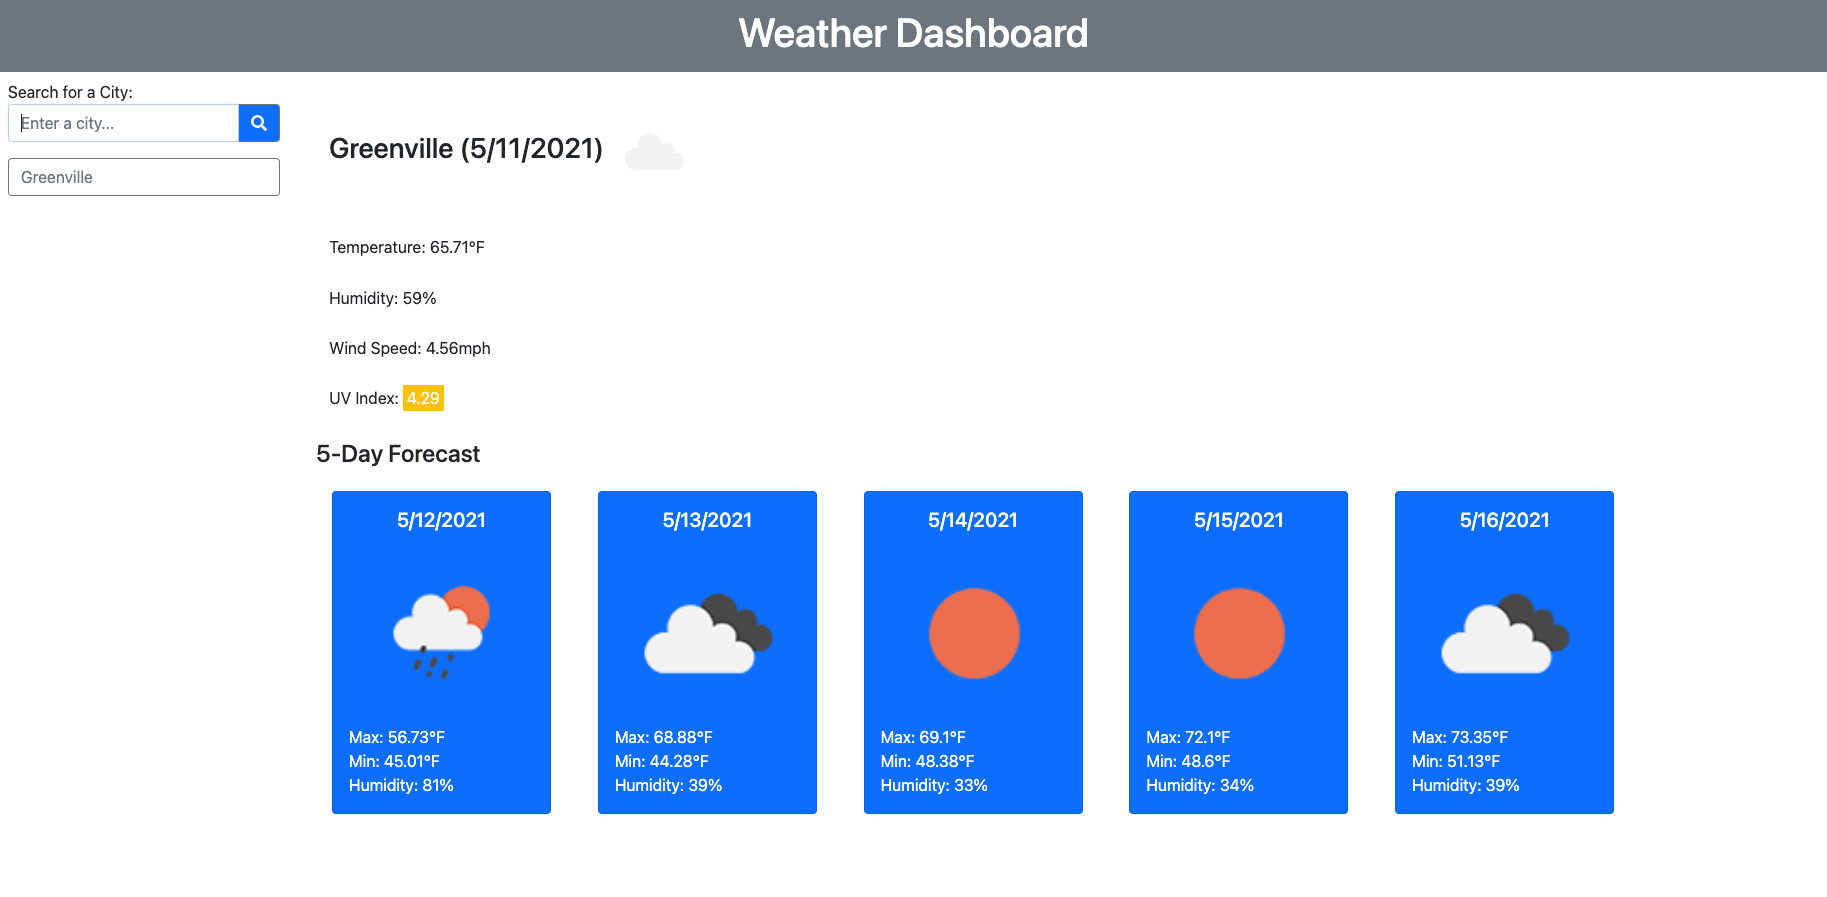 Weather Dashboard
Search for a City:
Enter a city...
Greenville
Greenville (5/11/2021)
Temperature: 65.71°F
Humidity: 59%
Wind Speed: 4.56mph
UV Index: 4.29
5-Day Forecast
5/12/2021
Max: 56.73°F
Min: 45.01°F
Humidity: 81%
5/13/2021
Max: 68.88°F
Min: 44.28°F
Humidity: 39%
5/14/2021
Max: 69.1°F
Min: 48.38°F
Humidity: 33%
5/15/2021
Max: 72.1°F
Min: 48.6°F
Humidity: 34%
5/16/2021
Max: 73.35°F
Min: 51.13°F
Humidity: 39%